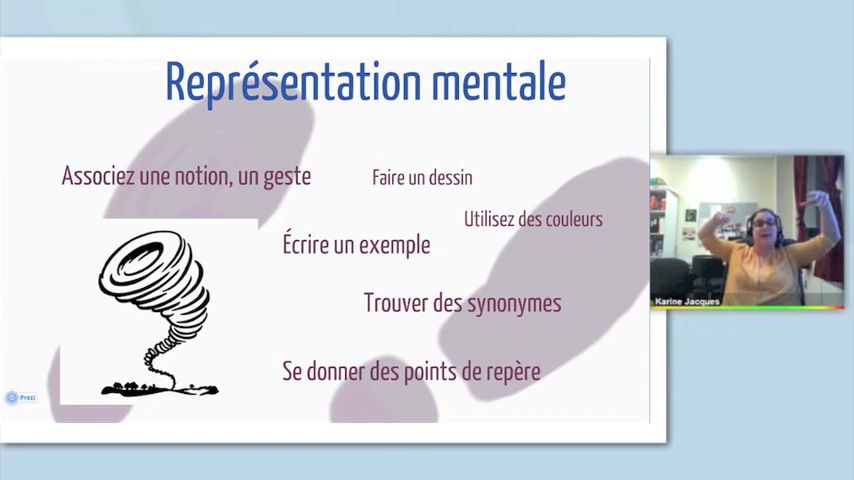 Représentation mentale
Associez une notion, un geste
Faire un dessin
Utilisez des couleurs
Écrire un exemple
Trouver des synonymes
Se donner des points de repère
Prezi
Karine Jacques